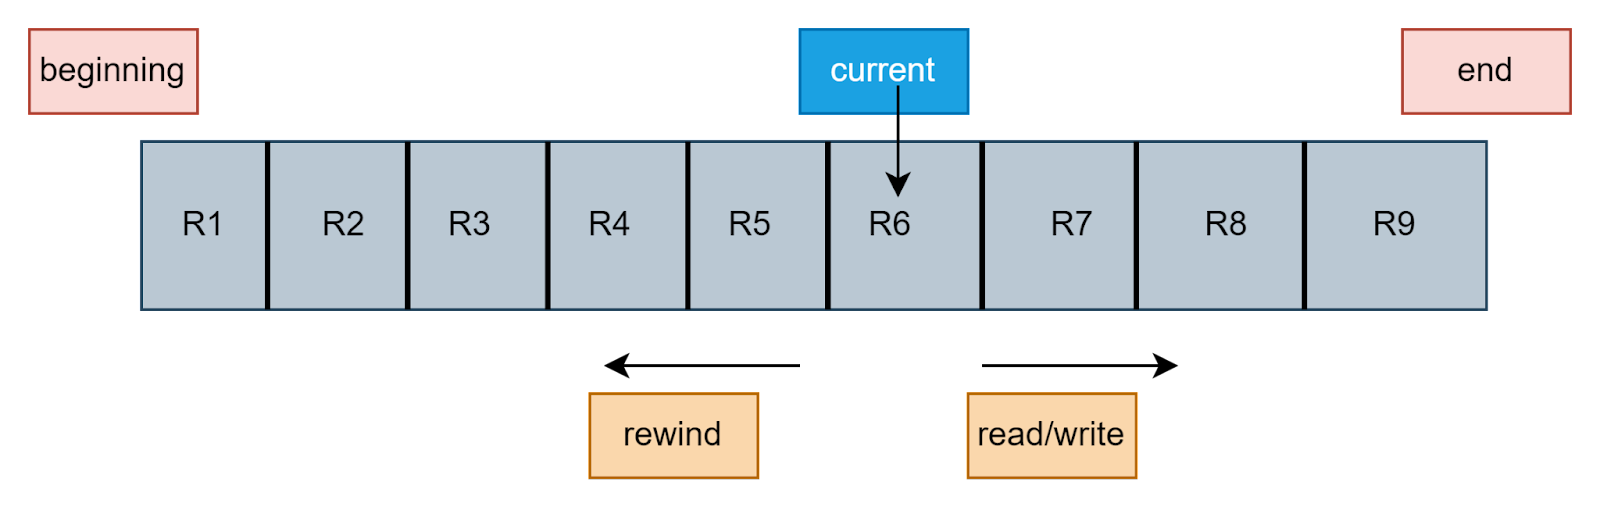 beginning
current
end
R1
R2
R3
R4
R5
R6
R7
R8
R9
rewind
read/write